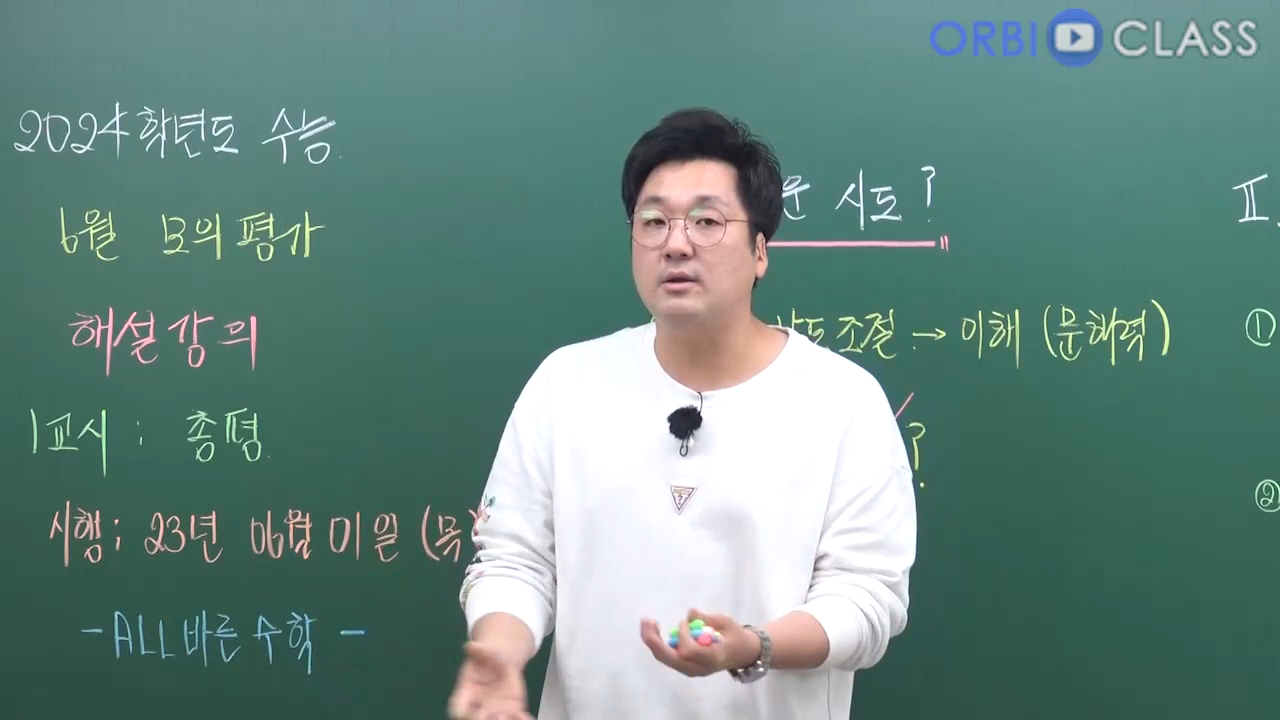 ORBI CLASS
2024학년도 수능
6월 모의평가
해설강의
1교시 : 총평
시행 : 23년 06월 01일 (목
-ALL바른수학-
운 시도?
도조절 → 이해 (문해력)
?
Ⅱ.
①
②